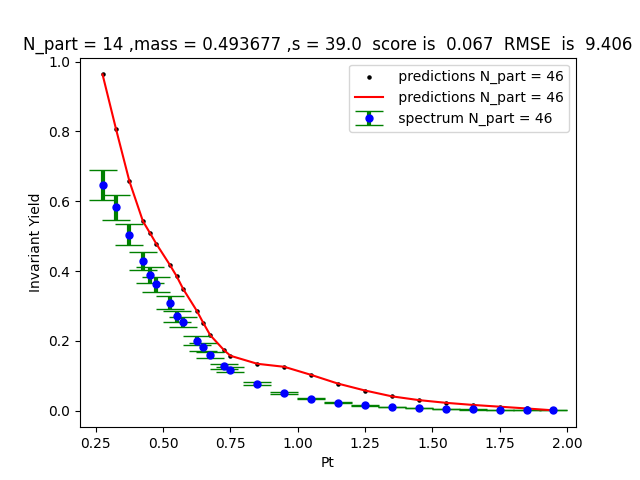 N_part = 14 ,mass = 0.493677 ,s = 39.0  score is  0.067  RMSE  is  9.406
predictions N_part = 46
predictions N_part = 46
spectrum N_part = 46
Invariant Yield
1.0
0.8
0.6
0.4
0.2
0.0
0.25 0.50 0.75 1.00 1.25 1.50 1.75 2.00
Pt